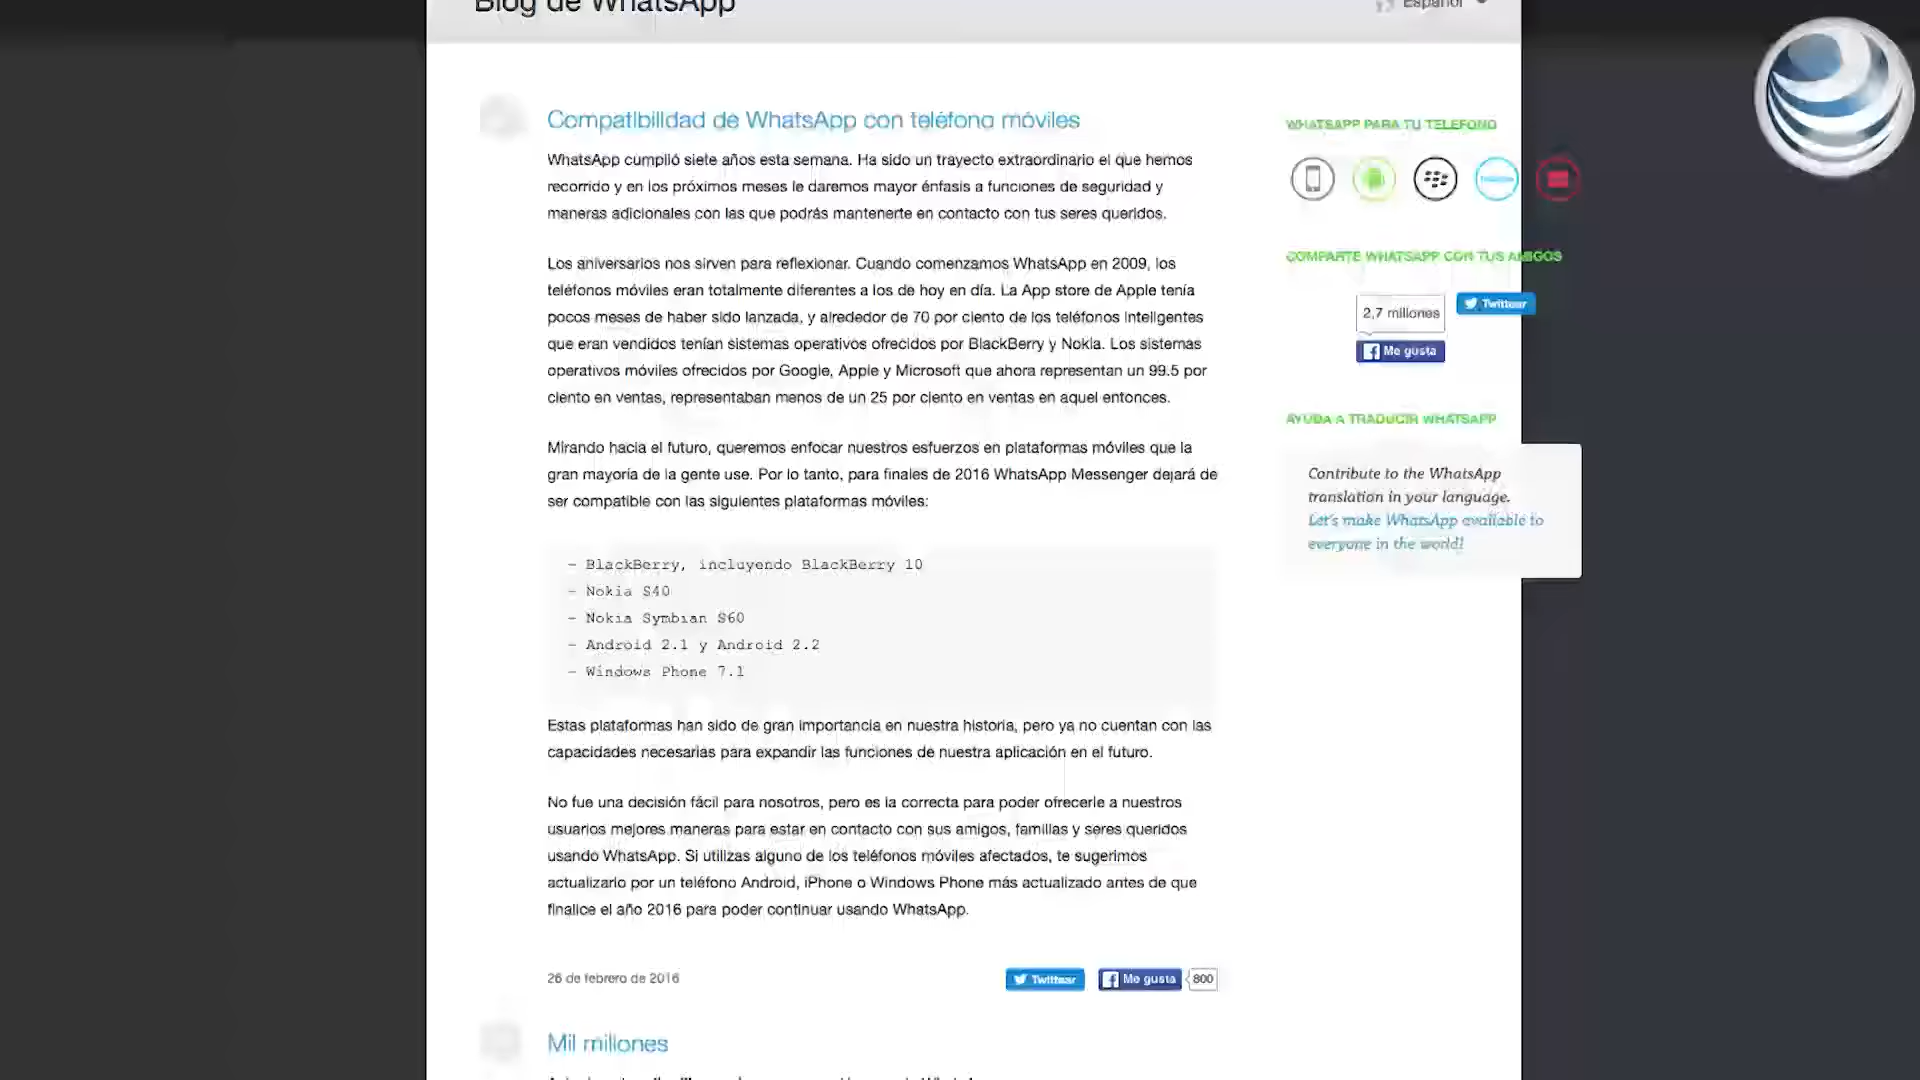 Blog de WhatsApp
Español
Compatibilidad de WhatsApp con teléfono móviles
WhatsApp cumplió siete años esta semana. Ha sido un trayecto extraordinario el que hemos
recorrido y en los próximos meses le daremos mayor énfasis a funciones de seguridad y
maneras adicionales con las que podrás mantenerte en contacto con tus seres queridos.
Los aniversarios nos sirven para reflexionar. Cuando comenzamos WhatsApp en 2009, los
teléfonos móviles eran totalmente diferentes a los de hoy en día. La App store de Apple tenía
pocos meses de haber sido lanzada, y alrededor de 70 por ciento de los teléfonos inteligentes
que eran vendidos tenían sistemas operativos ofrecidos por BlackBerry y Nokia. Los sistemas
operativos móviles ofrecidos por Google, Apple y Microsoft que ahora representan un 99.5 por
ciento en ventas, representaban menos de un 25 por ciento en ventas en aquel entonces.
Mirando hacia el futuro, queremos enfocar nuestros esfuerzos en plataformas móviles que la
gran mayoría de la gente use. Por lo tanto, para finales de 2016 WhatsApp Messenger dejará de
ser compatible con las siguientes plataformas móviles:
- BlackBerry, incluyendo BlackBerry 10
- Nokia S40
- Nokia Symbian S60
- Android 2.1 y Android 2.2
- Windows Phone 7.1
Estas plataformas han sido de gran importancia en nuestra historia, pero ya no cuentan con las
capacidades necesarias para expandir las funciones de nuestra aplicación en el futuro.
No fue una decisión fácil para nosotros, pero es la correcta para poder ofrecerle a nuestros
usuarios mejores maneras para estar en contacto con sus amigos, familias y seres queridos
usando WhatsApp. Si utilizas alguno de los teléfonos móviles afectados, te sugerimos
actualizarlo por un teléfono Android, iPhone o Windows Phone más actualizado antes de que
finalice el año 2016 para poder continuar usando WhatsApp.
26 de febrero de 2016
Twittear
Me gusta
800
Mil millones
WHATSAPP PARA TU TELEFONO
COMPARTE WHATSAPP CON TUS AMIGOS
2,7 millones
Twittear
Me gusta
AYUDA A TRADUCIR WHATSAPP
Contribute to the WhatsApp
translation in your language.
Let's make WhatsApp available to
everyone in the world!